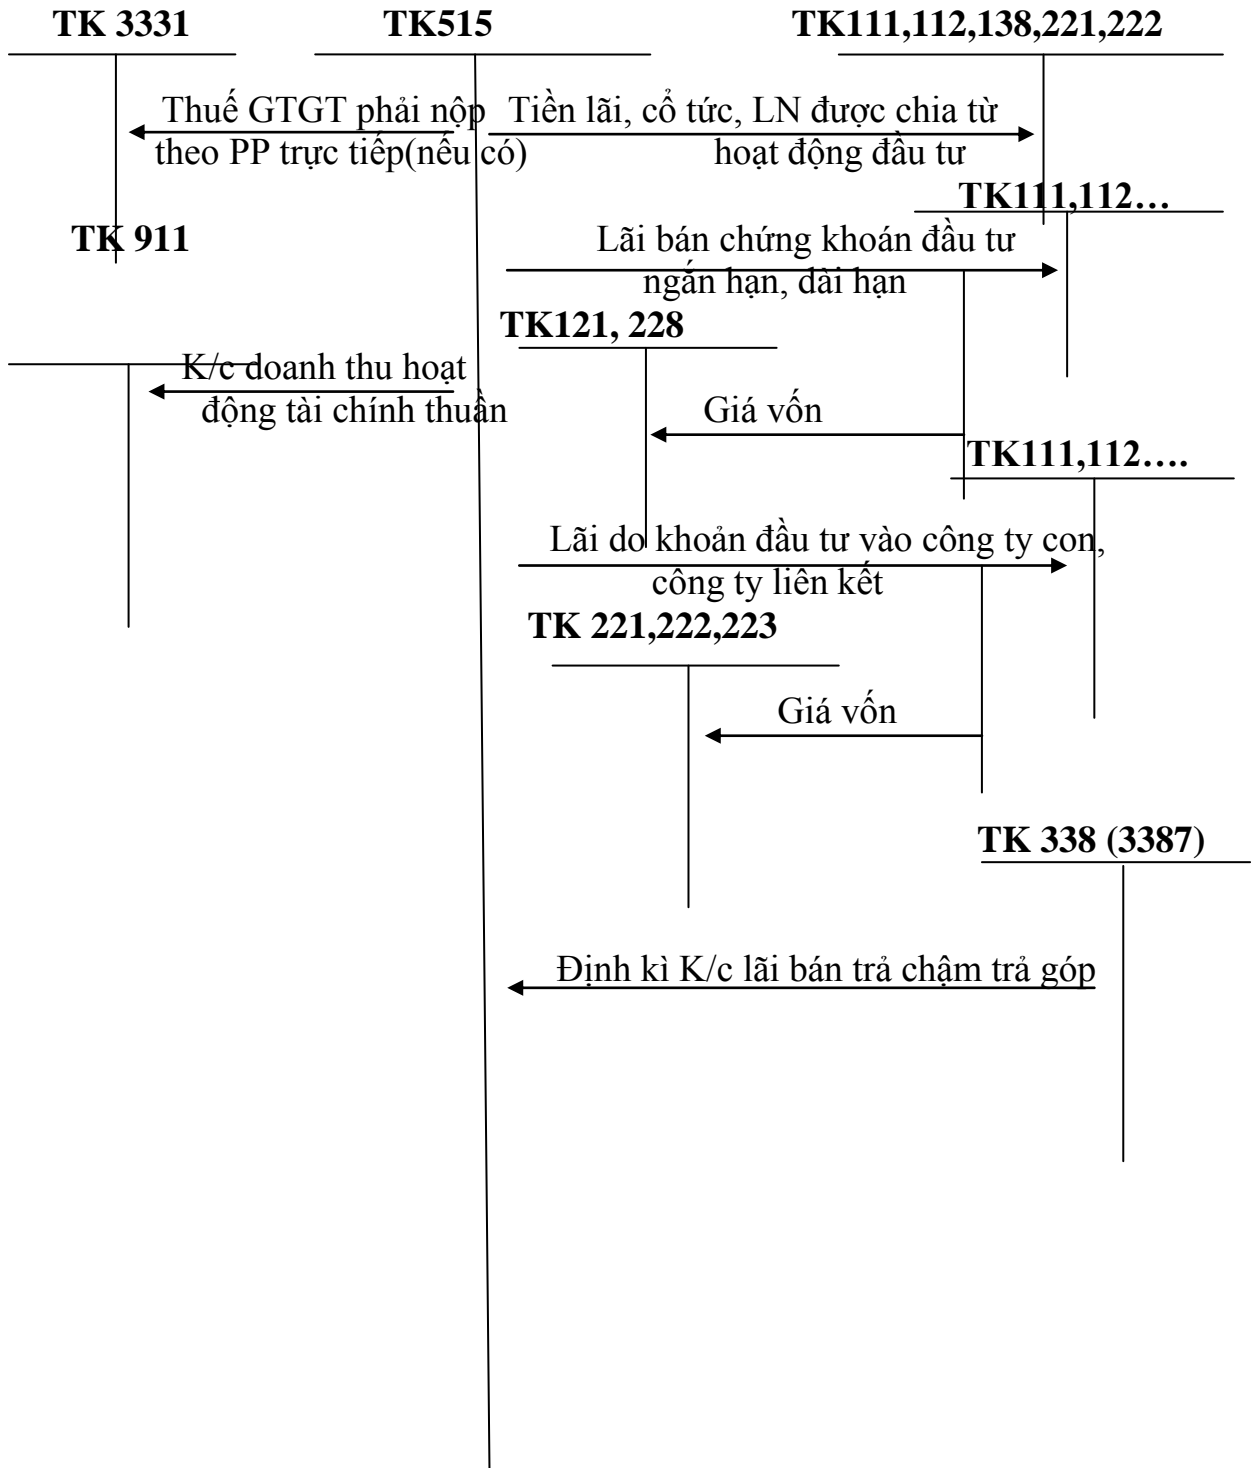 TK 3331
TK515
TK111,112,138,221,222
Thuế GTGT phải nộp
theo PP trực tiếp(nếu có)
Tiền lãi, cổ tức, LN được chia từ
hoạt động đầu tư
TK111,112…
TK 911
Lãi bán chứng khoán đầu tư
ngắn hạn, dài hạn
TK121, 228
K/c doanh thu hoạt
động tài chính thuần
Giá vốn
TK111,112….
Lãi do khoản đầu tư vào công ty con,
công ty liên kết
TK 221,222,223
Giá vốn
TK 338 (3387)
Định kì K/c lãi bán trả chậm trả góp